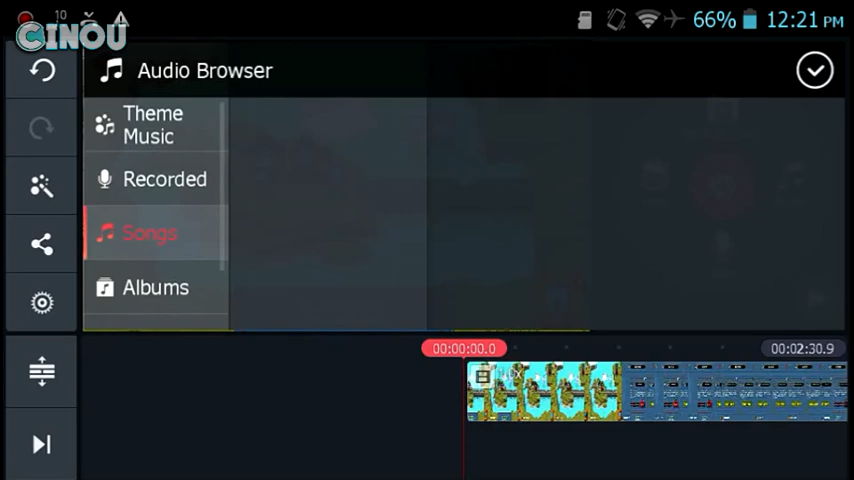 10
66% 12:21 PM
CINOU
Audio Browser
Theme
Music
Recorded
Songs
Albums
00:00:00.0
00:02:30.9